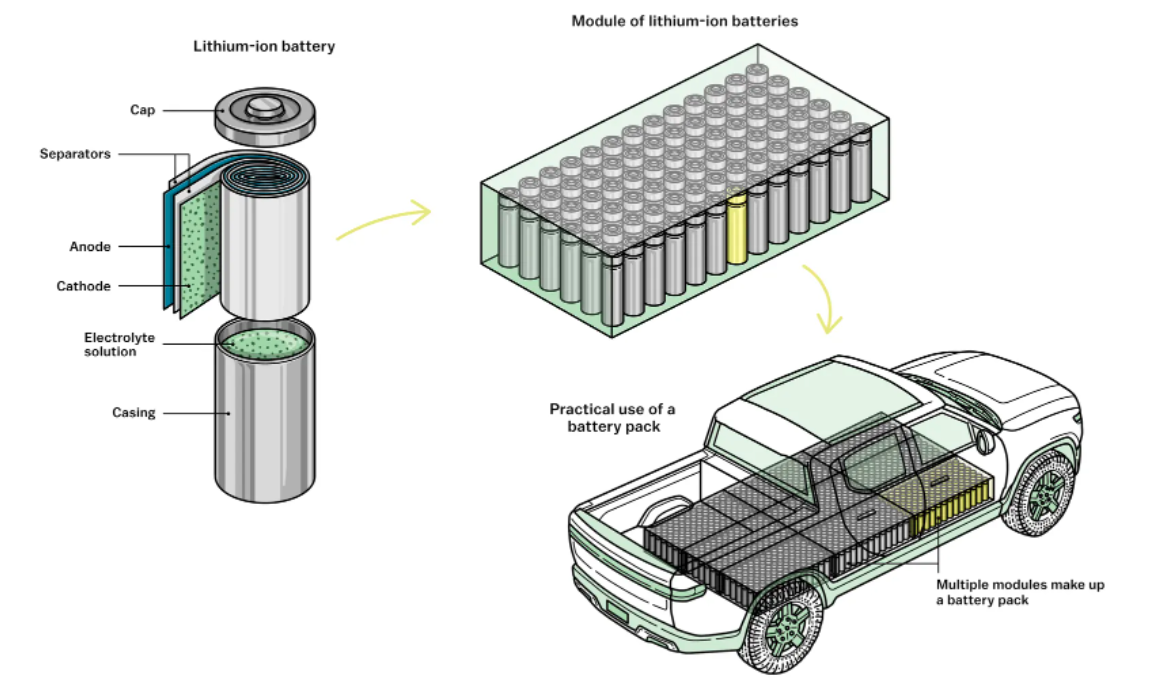 Module of lithium-ion batteries
Lithium-ion battery
Cap
Separators
Anode
Cathode
Electrolyte
solution
Casing
Practical use of a
battery pack
Multiple modules make up
a battery pack